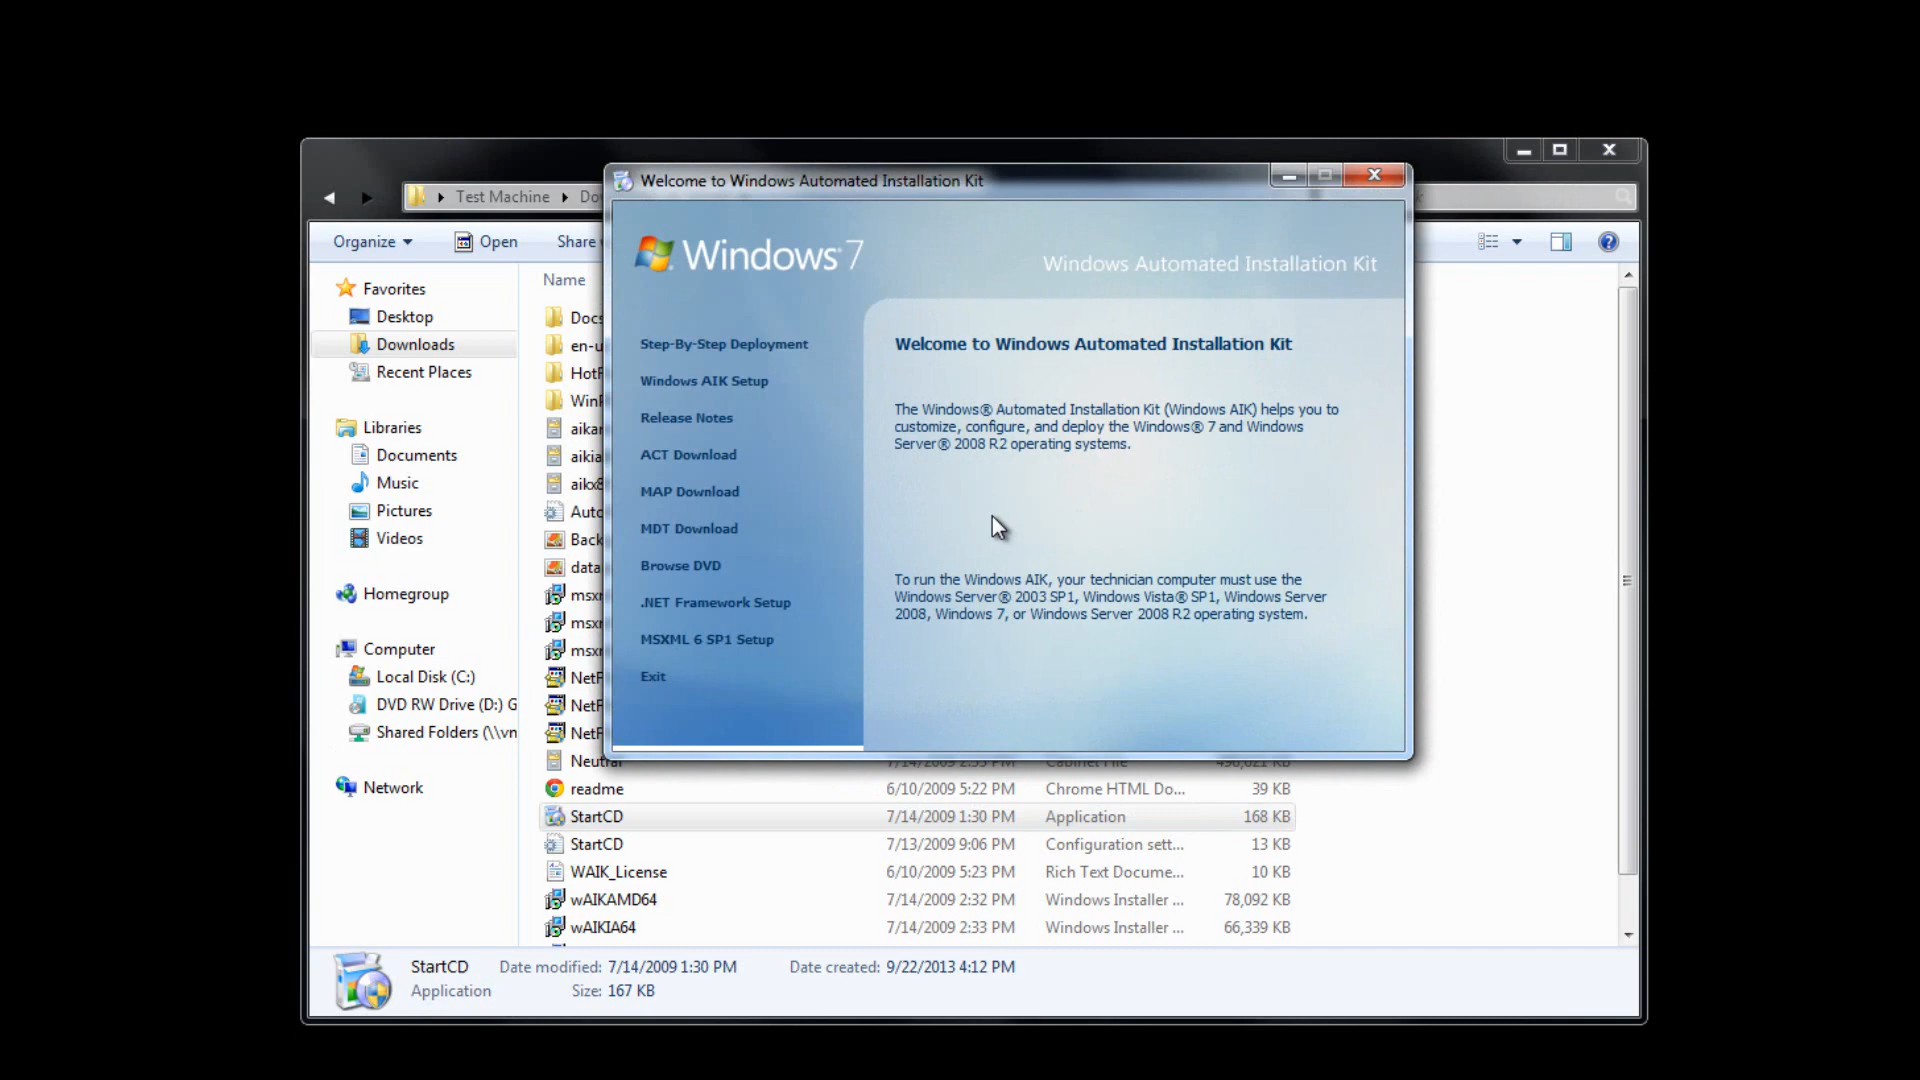 Welcome to Windows Automated Installation Kit
Test Machine
Organize
Open
Share
Windows 7
Windows Automated Installation Kit
Name
Favorites
Desktop
Downloads
Recent Places
Libraries
Documents
Music
Pictures
Videos
Homegroup
Computer
Local Disk (C:)
DVD RW Drive (D:) G
Shared Folders (\\vn
Network
Docs
en-u
Step-By-Step Deployment
Windows AIK Setup
Release Notes
ACT Download
MAP Download
MDT Download
Browse DVD
.NET Framework Setup
MSXML 6 SP1 Setup
Exit
Welcome to Windows Automated Installation Kit
The Windows® Automated Installation Kit (Windows AIK) helps you to
customize, configure, and deploy the Windows® 7 and Windows
Server® 2008 R2 operating systems.
To run the Windows AIK, your technician computer must use the
Windows Server® 2003 SP1, Windows Vista® SP1, Windows Server
2008, Windows 7, or Windows Server 2008 R2 operating system.
readme 6/10/2009 5:22 PM Chrome HTML Do... 39 KB
StartCD 7/14/2009 1:30 PM Application 168 KB
StartCD 7/13/2009 9:06 PM Configuration sett... 13 KB
WAIK_License 6/10/2009 5:23 PM Rich Text Docume... 10 KB
wAIKAMD64 7/14/2009 2:32 PM Windows Installer ... 78,092 KB
wAIKIA64 7/14/2009 2:33 PM Windows Installer ... 66,339 KB
StartCD Date modified: 7/14/2009 1:30 PM Date created: 9/22/2013 4:12 PM
Application Size: 167 KB